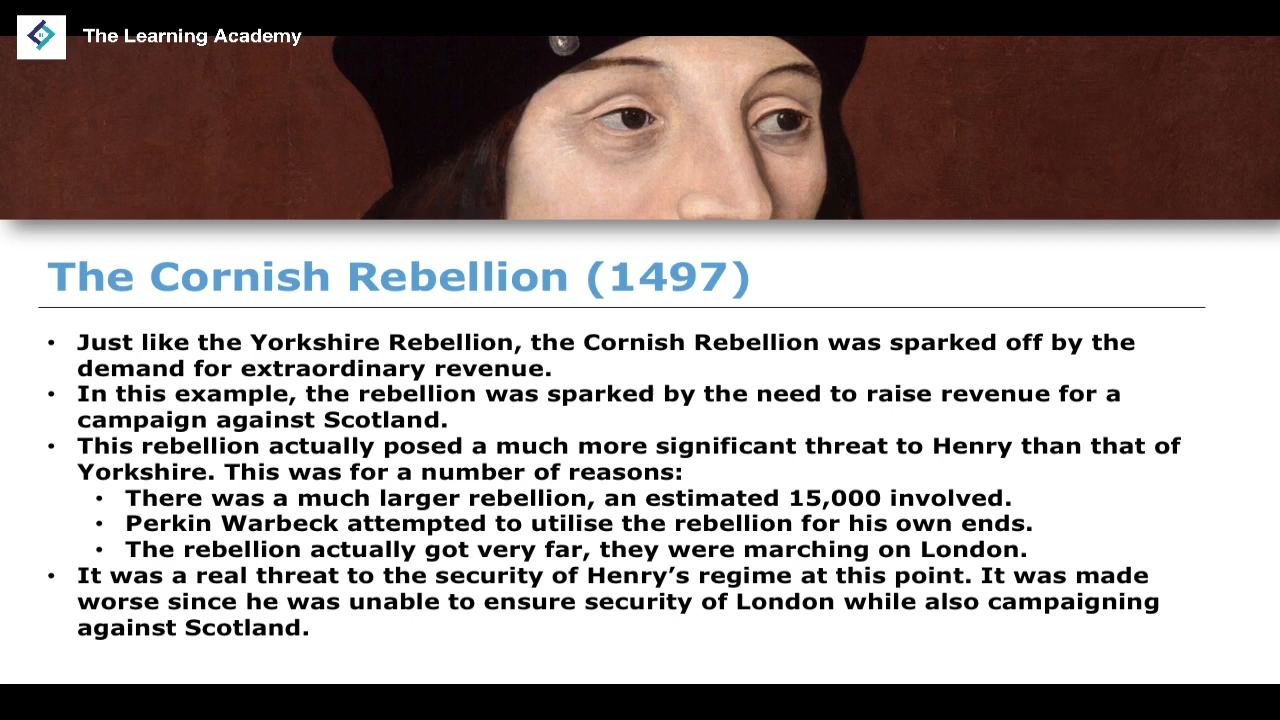 The Learning Academy
The Cornish Rebellion (1497)
• Just like the Yorkshire Rebellion, the Cornish Rebellion was sparked off by the
demand for extraordinary revenue.
• In this example, the rebellion was sparked by the need to raise revenue for a
campaign against Scotland.
• This rebellion actually posed a much more significant threat to Henry than that of
Yorkshire. This was for a number of reasons:
• There was a much larger rebellion, an estimated 15,000 involved.
• Perkin Warbeck attempted to utilise the rebellion for his own ends.
• The rebellion actually got very far, they were marching on London.
• It was a real threat to the security of Henry’s regime at this point. It was made
worse since he was unable to ensure security of London while also campaigning
against Scotland.